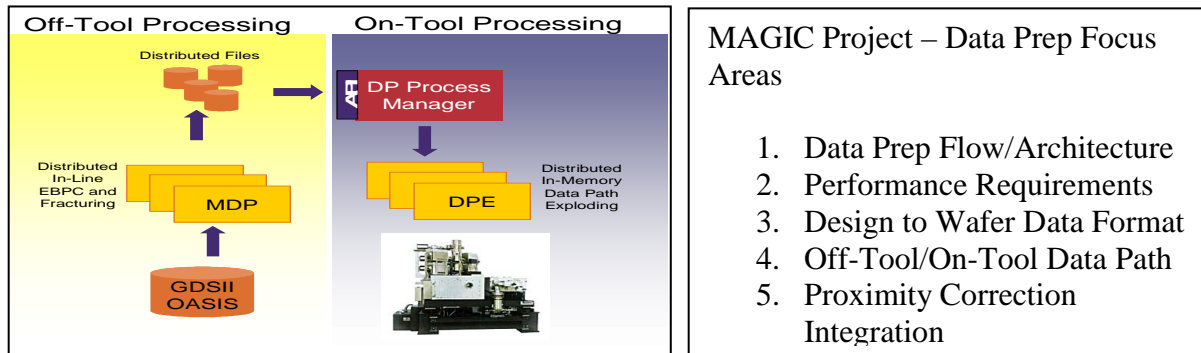 Off-Tool Processing
On-Tool Processing
Distributed Files
API
DP Process
Manager
Distributed
In-Line
EBPC and
Fracturing
MDP
DPE
Distributed
In-Memory
Data Path
Exploding
GDSII
OASIS
MAGIC Project – Data Prep Focus
Areas
1. Data Prep Flow/Architecture
2. Performance Requirements
3. Design to Wafer Data Format
4. Off-Tool/On-Tool Data Path
5. Proximity Correction
Integration